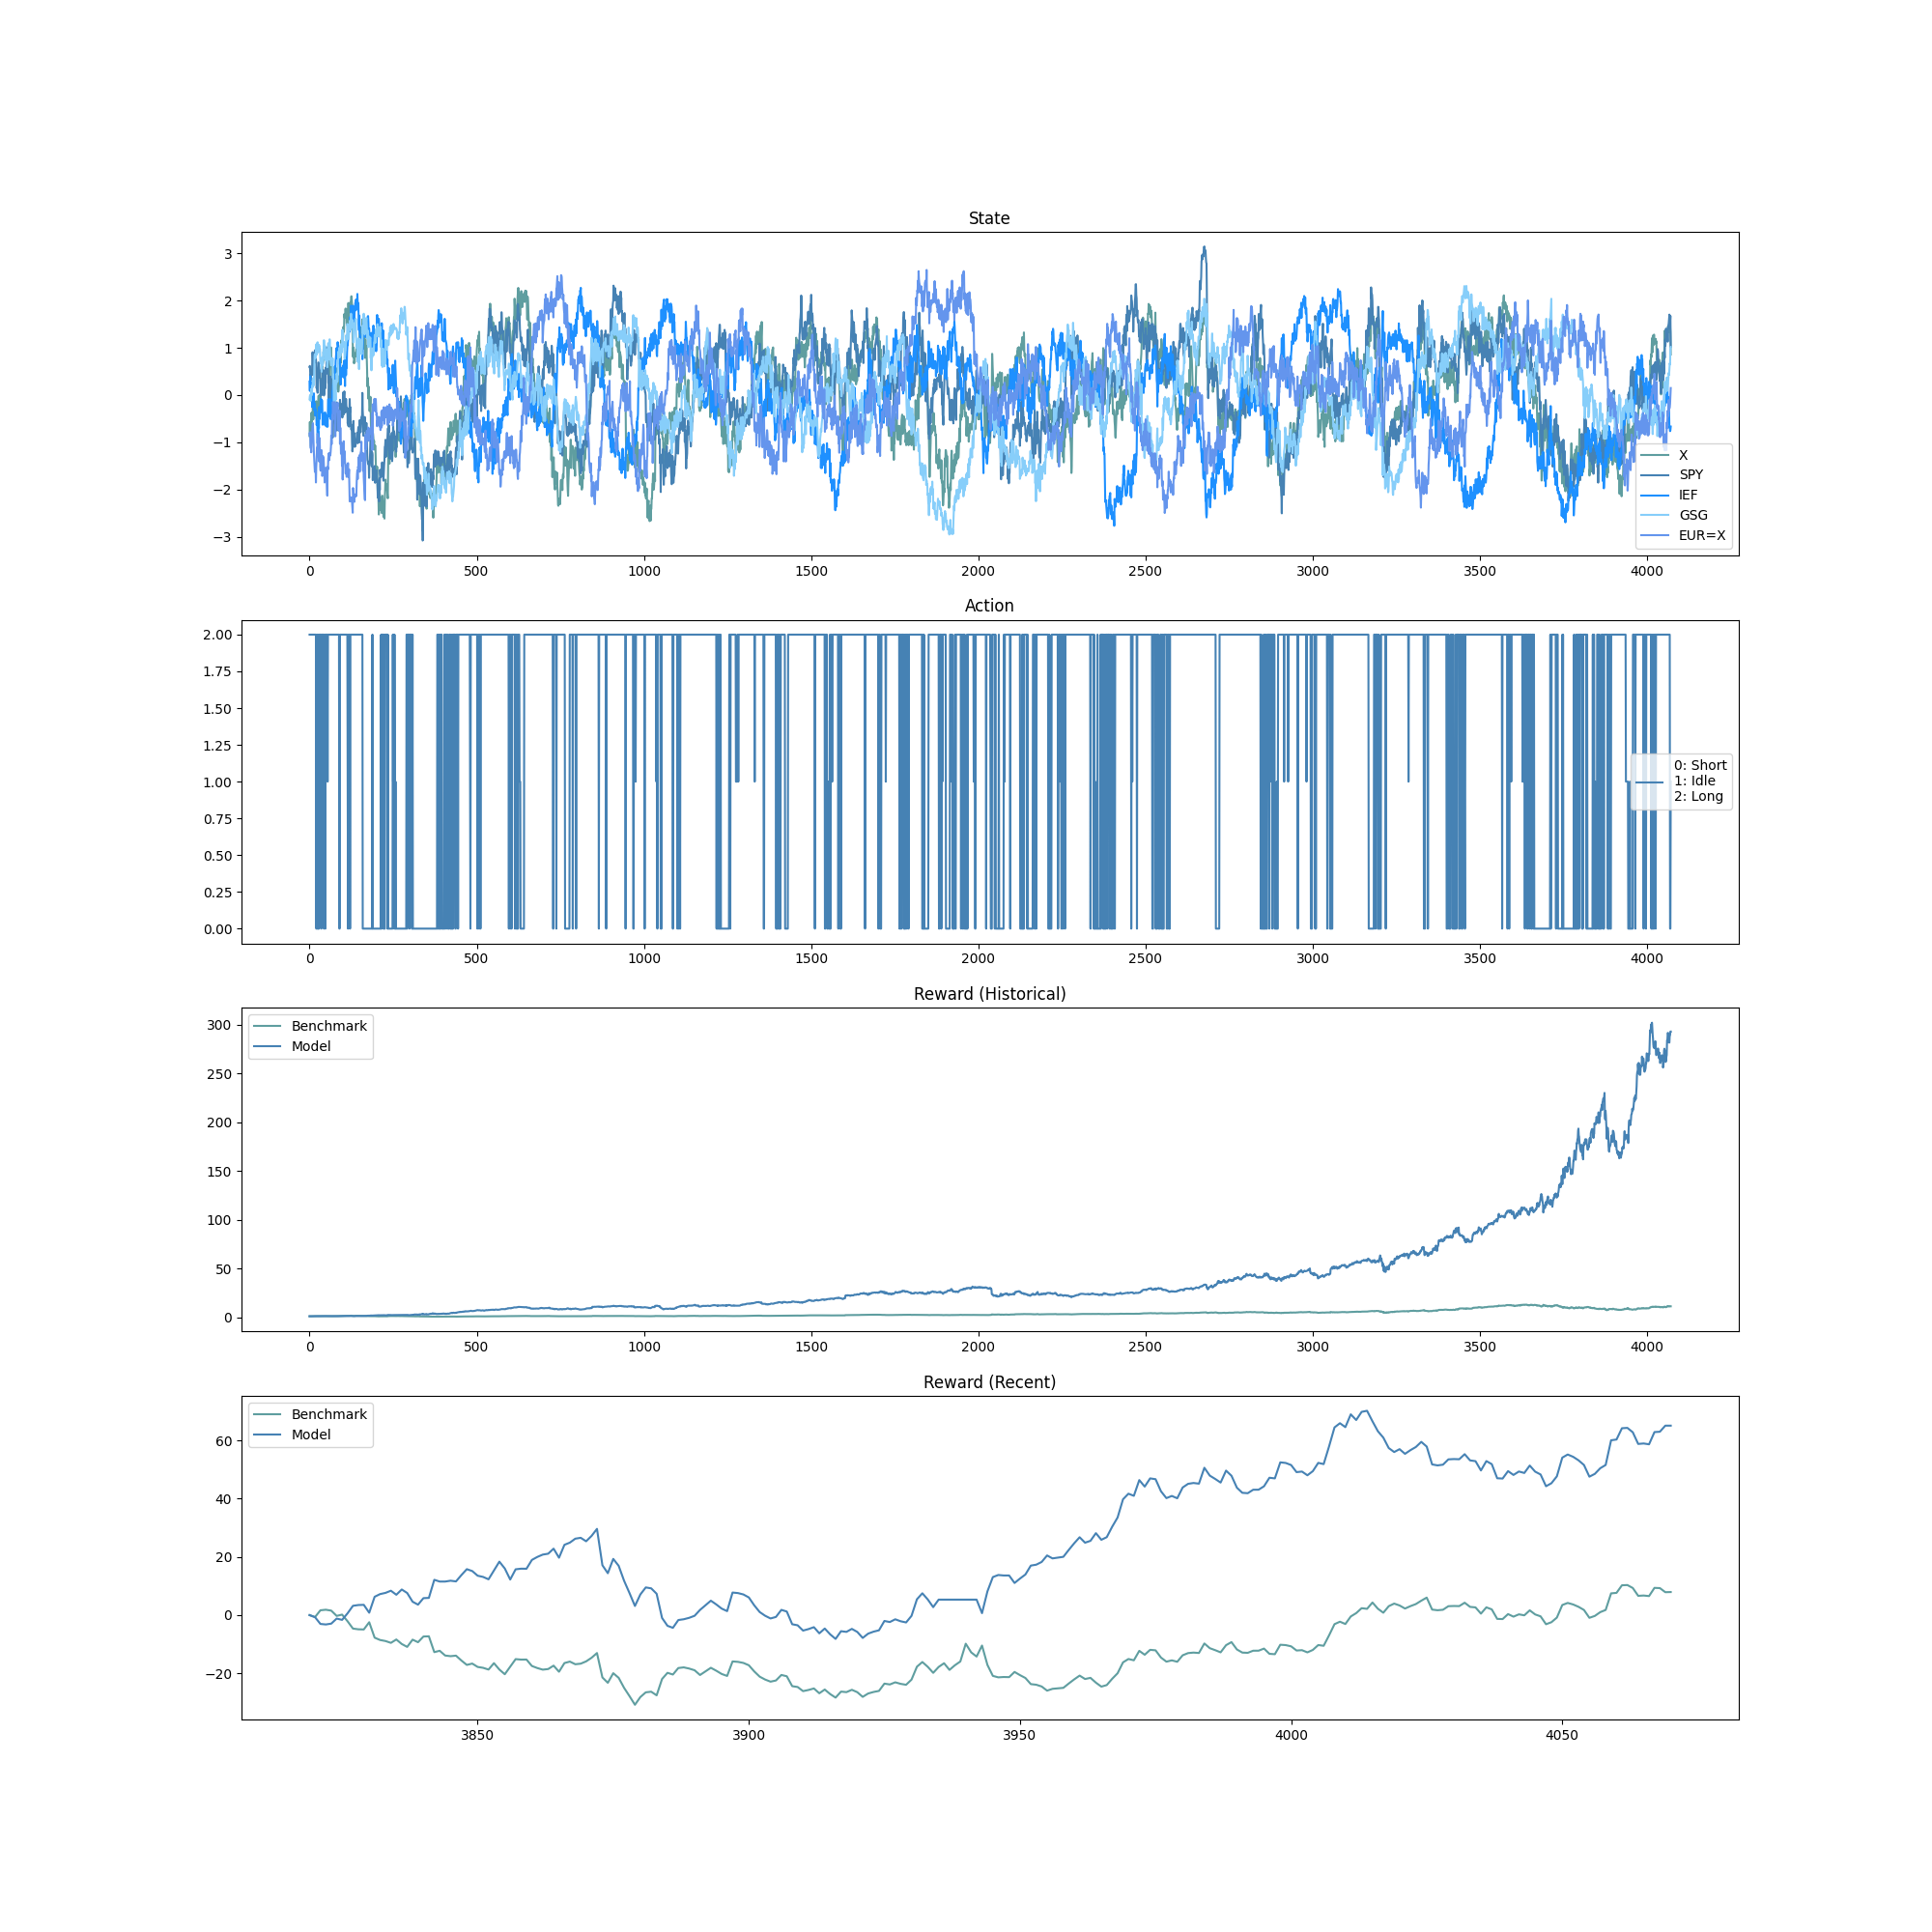 State
3
2
1
0
−1
−2
−3
X
SPY
IEF
GSG
EUR=X
0 500 1000 1500 2000 2500 3000 3500 4000
Action
2.00
1.75
1.50
1.25
1.00
0.75
0.50
0.25
0.00
0: Short
1: Idle
2: Long
0 500 1000 1500 2000 2500 3000 3500 4000
Reward (Historical)
Benchmark
Model
300
250
200
150
100
50
0
0 500 1000 1500 2000 2500 3000 3500 4000
Reward (Recent)
Benchmark
Model
60
40
20
0
−20
3850 3900 3950 4000 4050